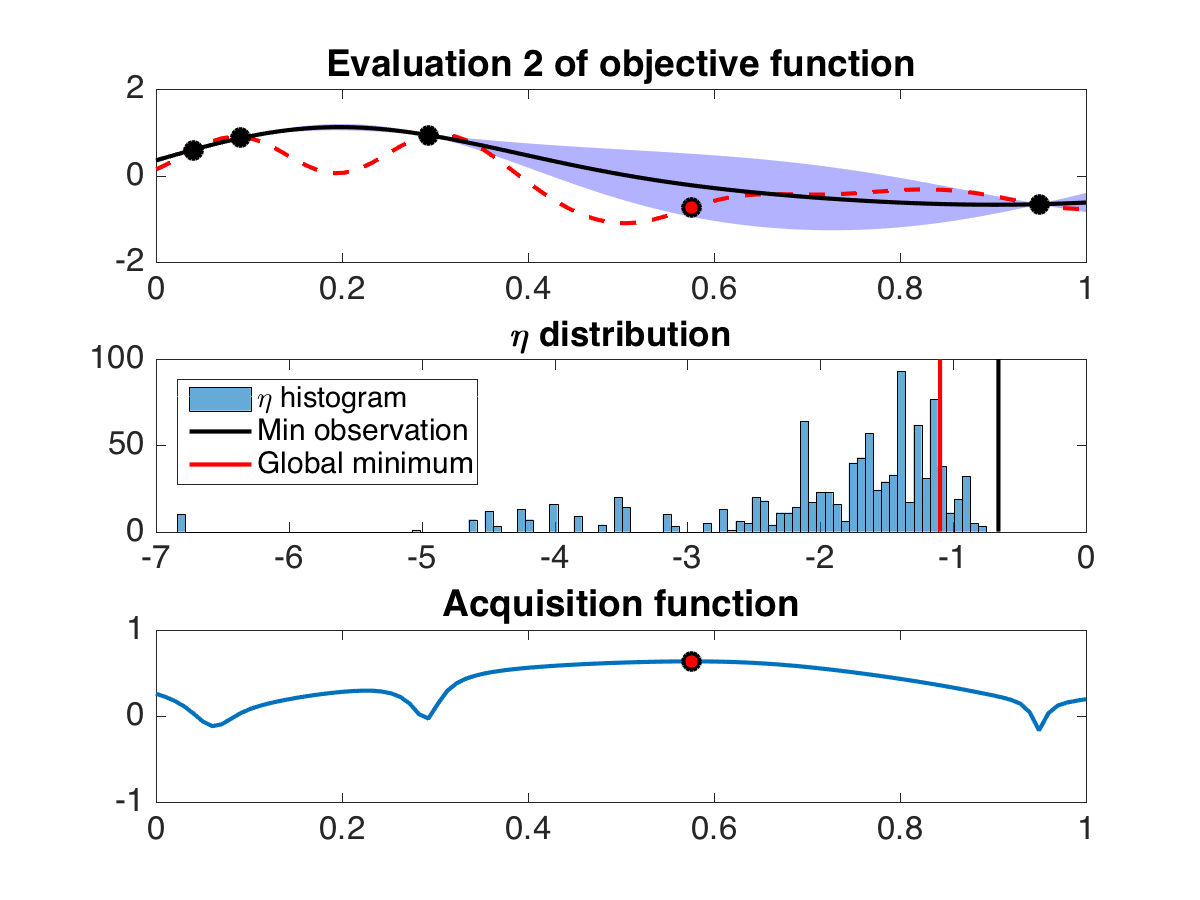 Evaluation 2 of objective function
2
0
-2
0 0.2 0.4 0.6 0.8 1
η distribution
100
50
0
η histogram
Min observation
Global minimum
-7 -6 -5 -4 -3 -2 -1 0
Acquisition function
1
0
-1
0 0.2 0.4 0.6 0.8 1